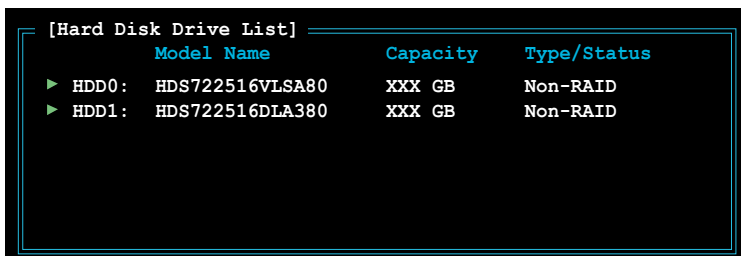 [Hard Disk Drive List]
Model Name Capacity Type/Status
HDD0: HDS722516VLSA80 XXX GB Non-RAID
HDD1: HDS722516DLA380 XXX GB Non-RAID